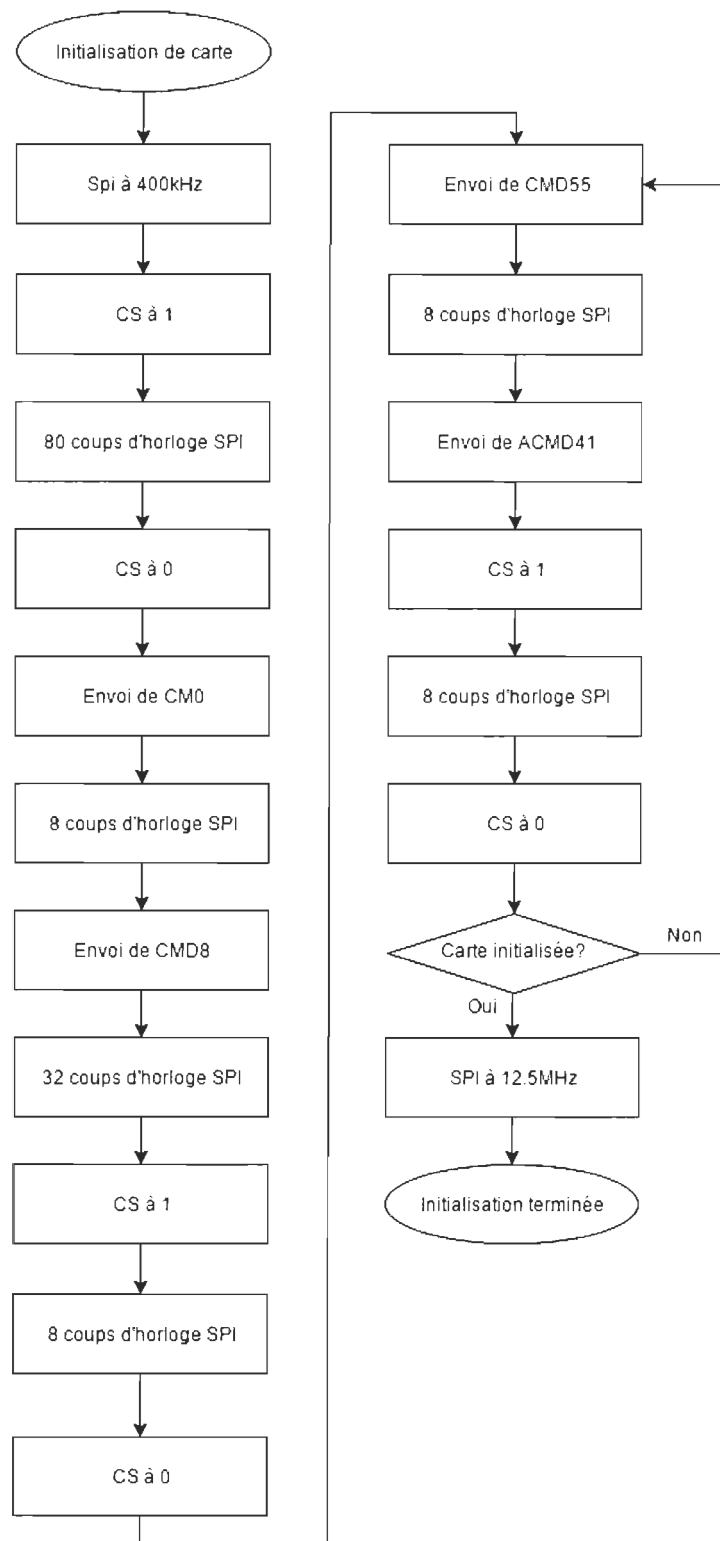 Initialisation de carte
Spi à 400kHz
CS à 1
80 coups d'horloge SPI
CS à 0
Envoi de CM0
8 coups d'horloge SPI
Envoi de CMD8
32 coups d'horloge SPI
CS à 1
8 coups d'horloge SPI
CS à 0
Envoi de CMD55
8 coups d'horloge SPI
Envoi de ACMD41
CS à 1
8 coups d'horloge SPI
CS à 0
Carte initialisée?
Non
Oui
SPI à 12.5MHz
Initialisation terminée